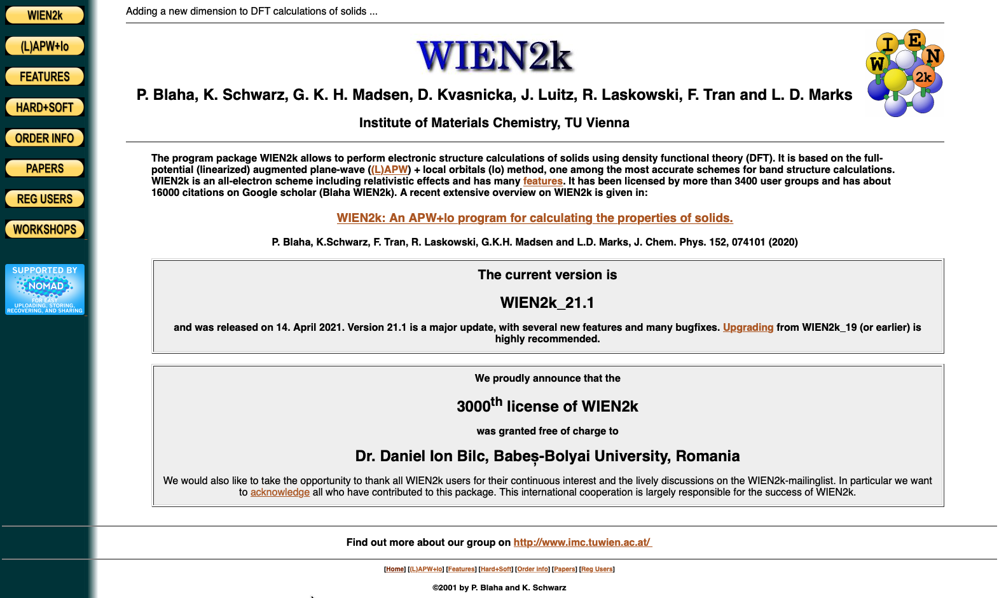 WIEN2k
(L)APW+lo
FEATURES
HARD+SOFT
ORDER INFO
PAPERS
REG USERS
WORKSHOPS
SUPPORTED BY
NOMAD
FOR EASY
UPLOADING, STORING,
RECOVERING, AND SHARING
Adding a new dimension to DFT calculations of solids ...
WIEN2k
W I E N 2k
P. Blaha, K. Schwarz, G. K. H. Madsen, D. Kvasnicka, J. Luitz, R. Laskowski, F. Tran and L. D. Marks
Institute of Materials Chemistry, TU Vienna
The program package WIEN2k allows to perform electronic structure calculations of solids using density functional theory (DFT). It is based on the full-
potential (linearized) augmented plane-wave ((L)APW) + local orbitals (lo) method, one among the most accurate schemes for band structure calculations.
WIEN2k is an all-electron scheme including relativistic effects and has many features. It has been licensed by more than 3400 user groups and has about
16000 citations on Google scholar (Blaha WIEN2k). A recent extensive overview on WIEN2k is given in:
WIEN2k: An APW+lo program for calculating the properties of solids.
P. Blaha, K.Schwarz, F. Tran, R. Laskowski, G.K.H. Madsen and L.D. Marks, J. Chem. Phys. 152, 074101 (2020)
The current version is
WIEN2k_21.1
and was released on 14. April 2021. Version 21.1 is a major update, with several new features and many bugfixes. Upgrading from WIEN2k_19 (or earlier) is
highly recommended.
We proudly announce that the
3000th license of WIEN2k
was granted free of charge to
Dr. Daniel Ion Bilc, Babeș-Bolyai University, Romania
We would also like to take the opportunity to thank all WIEN2k users for their continuous interest and the lively discussions on the WIEN2k-mailinglist. In particular we want
to acknowledge all who have contributed to this package. This international cooperation is largely responsible for the success of WIEN2k.
Find out more about our group on http://www.imc.tuwien.ac.at/
[Home] [(L)APW+lo] [Features] [Hard+Soft] [Order info] [Papers] [Reg Users]
©2001 by P. Blaha and K. Schwarz